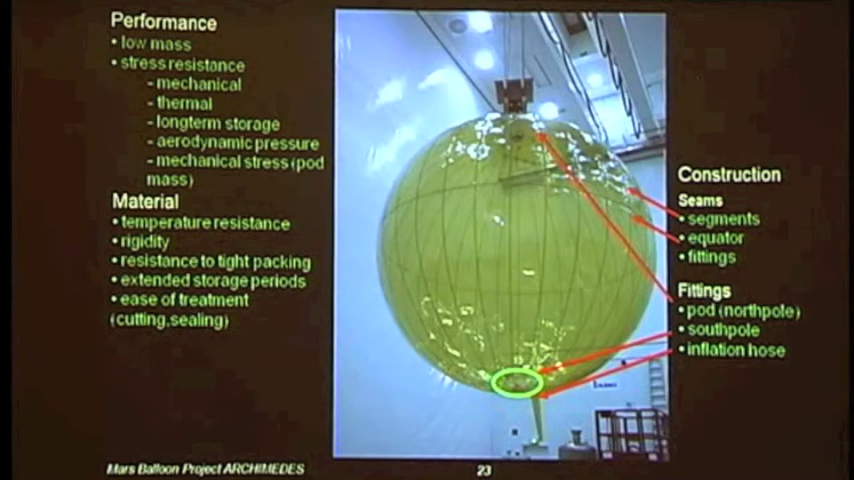 Performance
• low mass
• stress resistance
- mechanical
- thermal
- longterm storage
- aerodynamic pressure
- mechanical stress (pod
mass)
Material
• temperature resistance
• rigidity
• resistance to tight packing
• extended storage periods
• ease of treatment
(cutting,sealing)
Construction
Seams
• segments
• equator
• fittings
Fittings
• pod (northpole)
• southpole
• inflation hose
Mars Balloon Project ARCHIMEDES
23